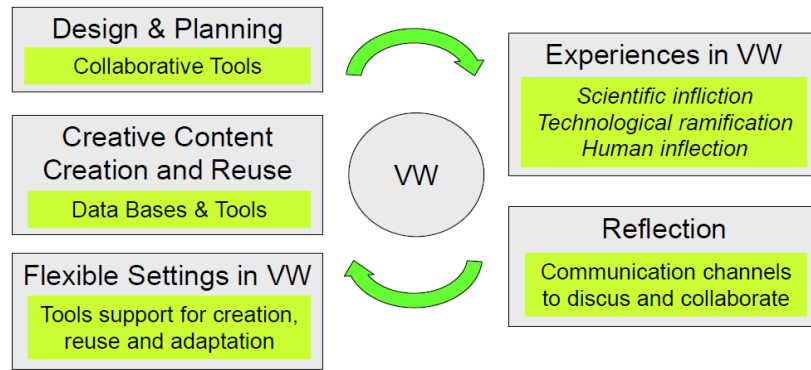 Design & Planning
Collaborative Tools
Creative Content
Creation and Reuse
Data Bases & Tools
Flexible Settings in VW
Tools support for creation,
reuse and adaptation
VW
Experiences in VW
Scientific infliction
Technological ramification
Human inflection
Reflection
Communication channels
to discus and collaborate